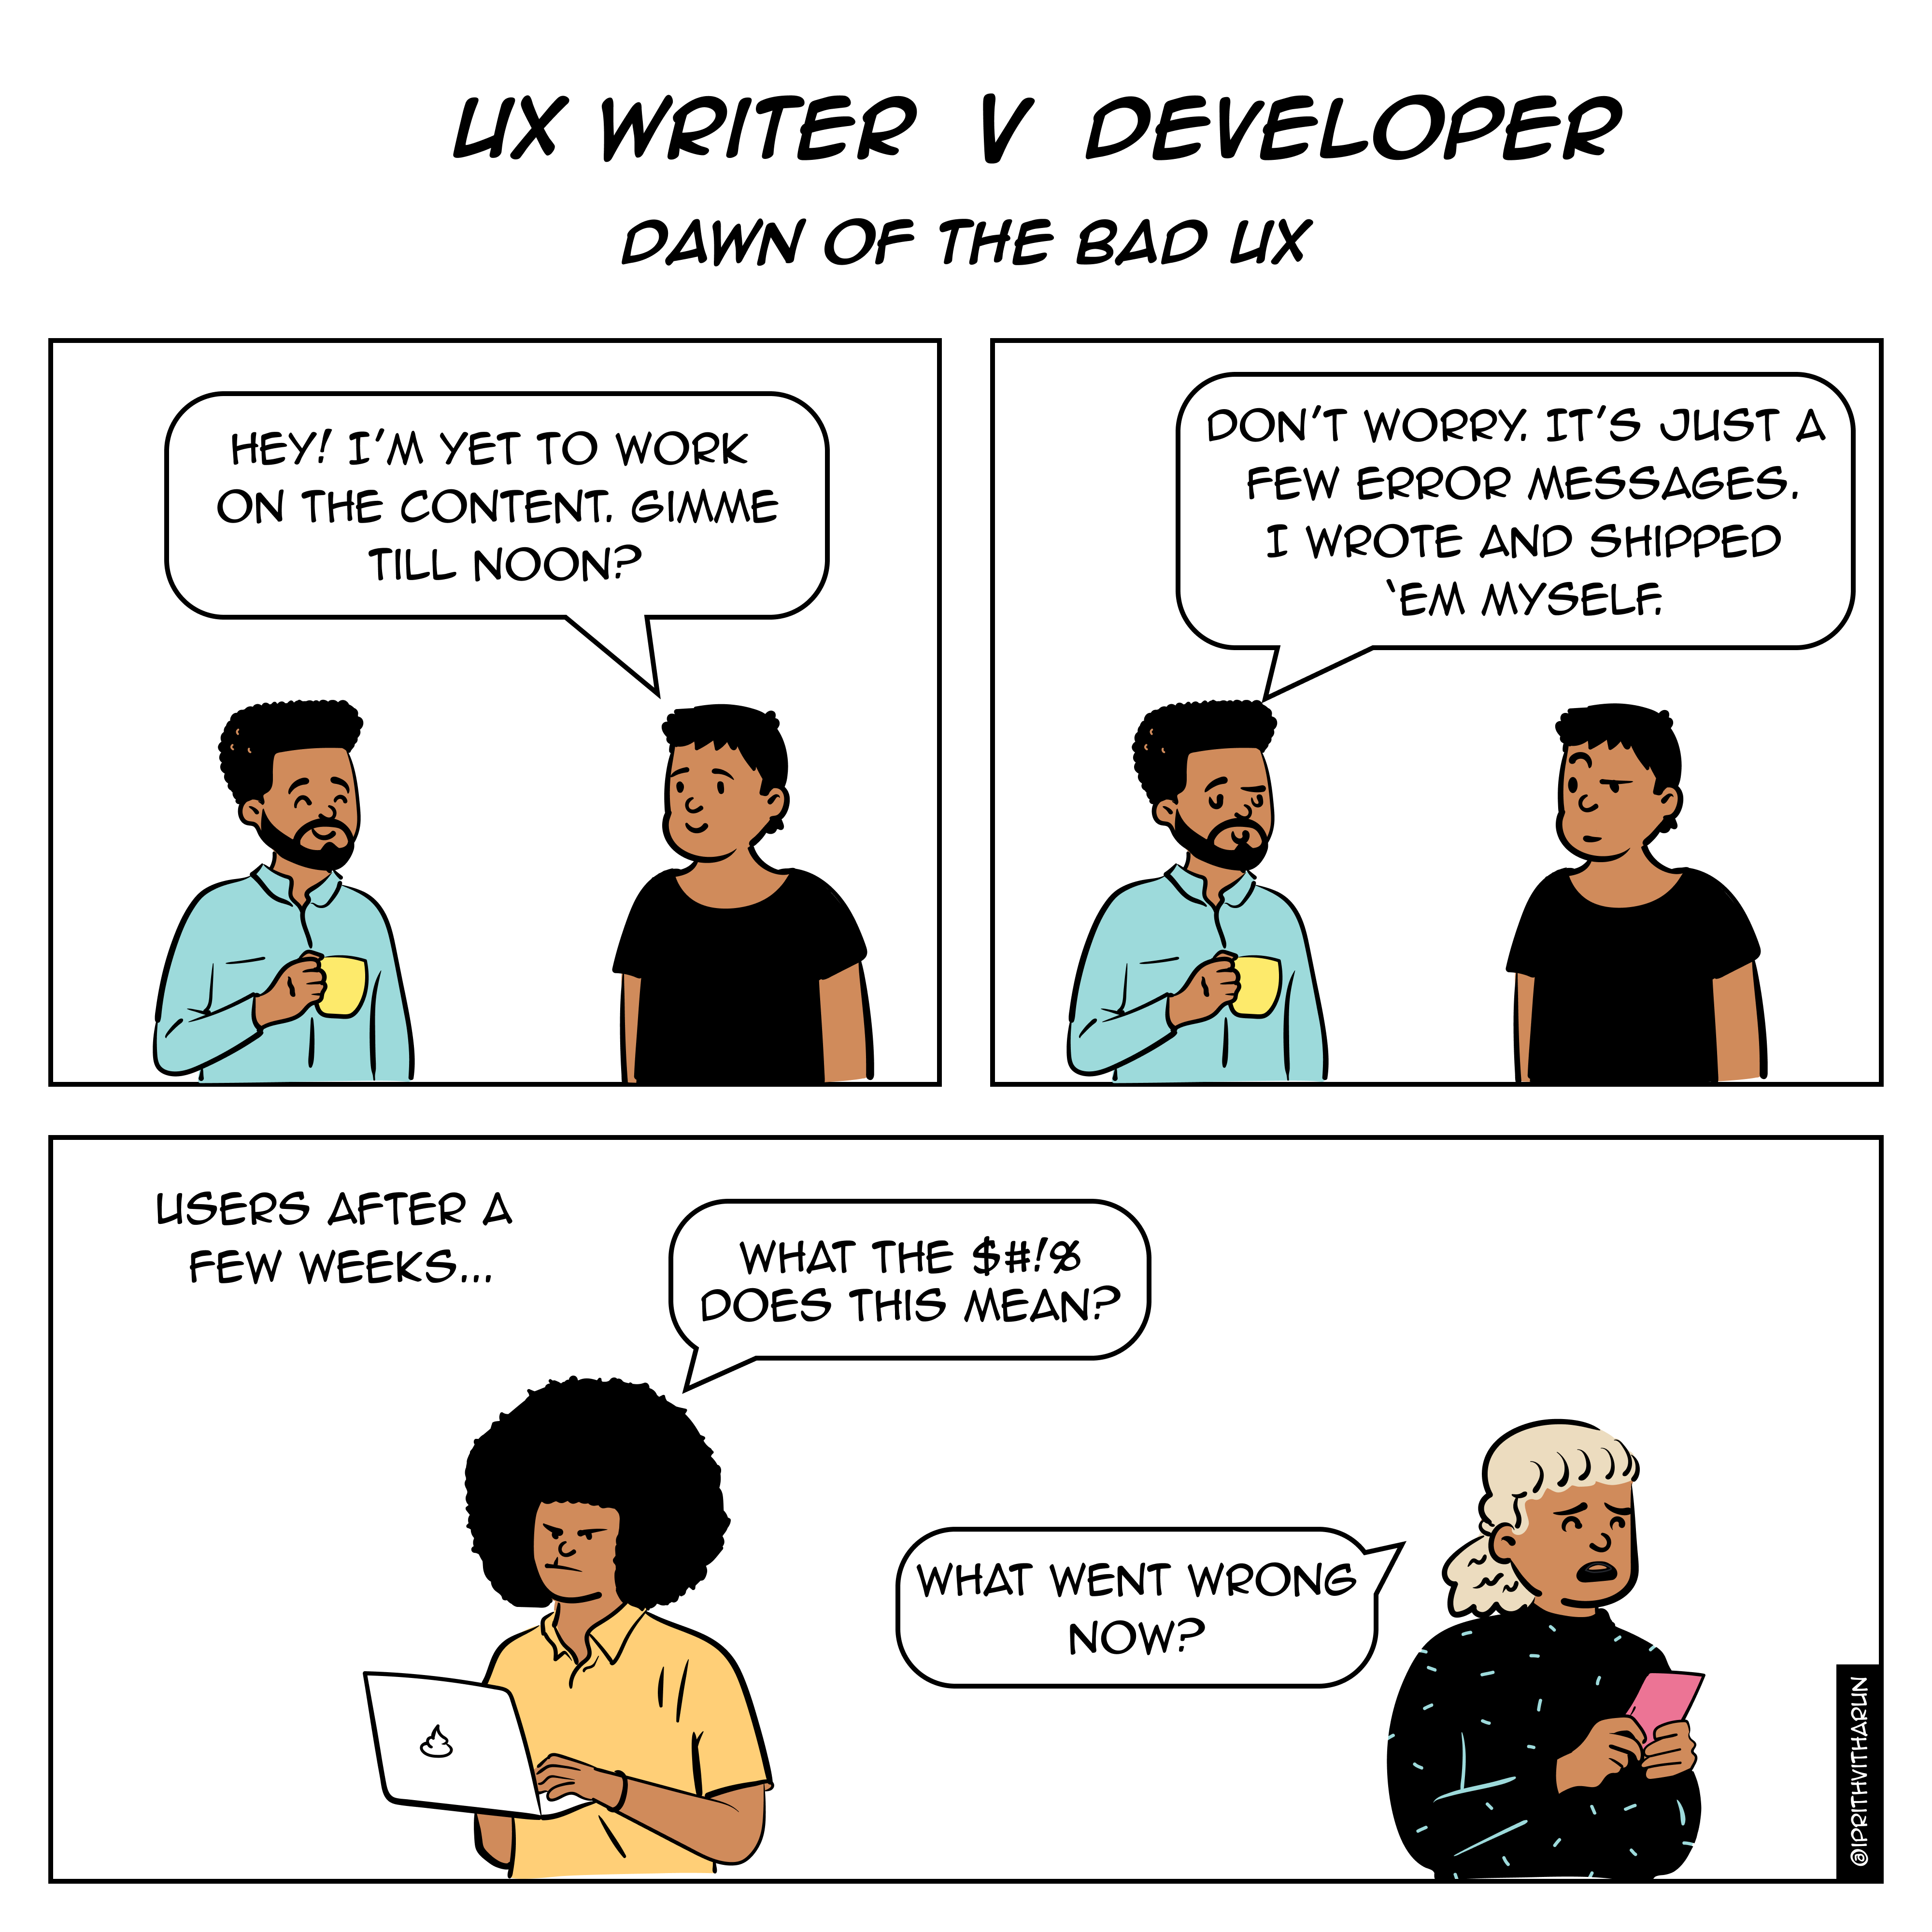 UX WRITER V DEVELOPER
DAWN OF THE BAD UX
HEY! I'M YET TO WORK
ON THE CONTENT. GIMME
TILL NOON?
DON'T WORRY. IT'S JUST A
FEW ERROR MESSAGES.
I WROTE AND SHIPPED
'EM MYSELF.
USERS AFTER A
FEW WEEKS...
WHAT THE $#!%
DOES THIS MEAN?
WHAT WENT WRONG
NOW?
@IPRITHVITHARUN